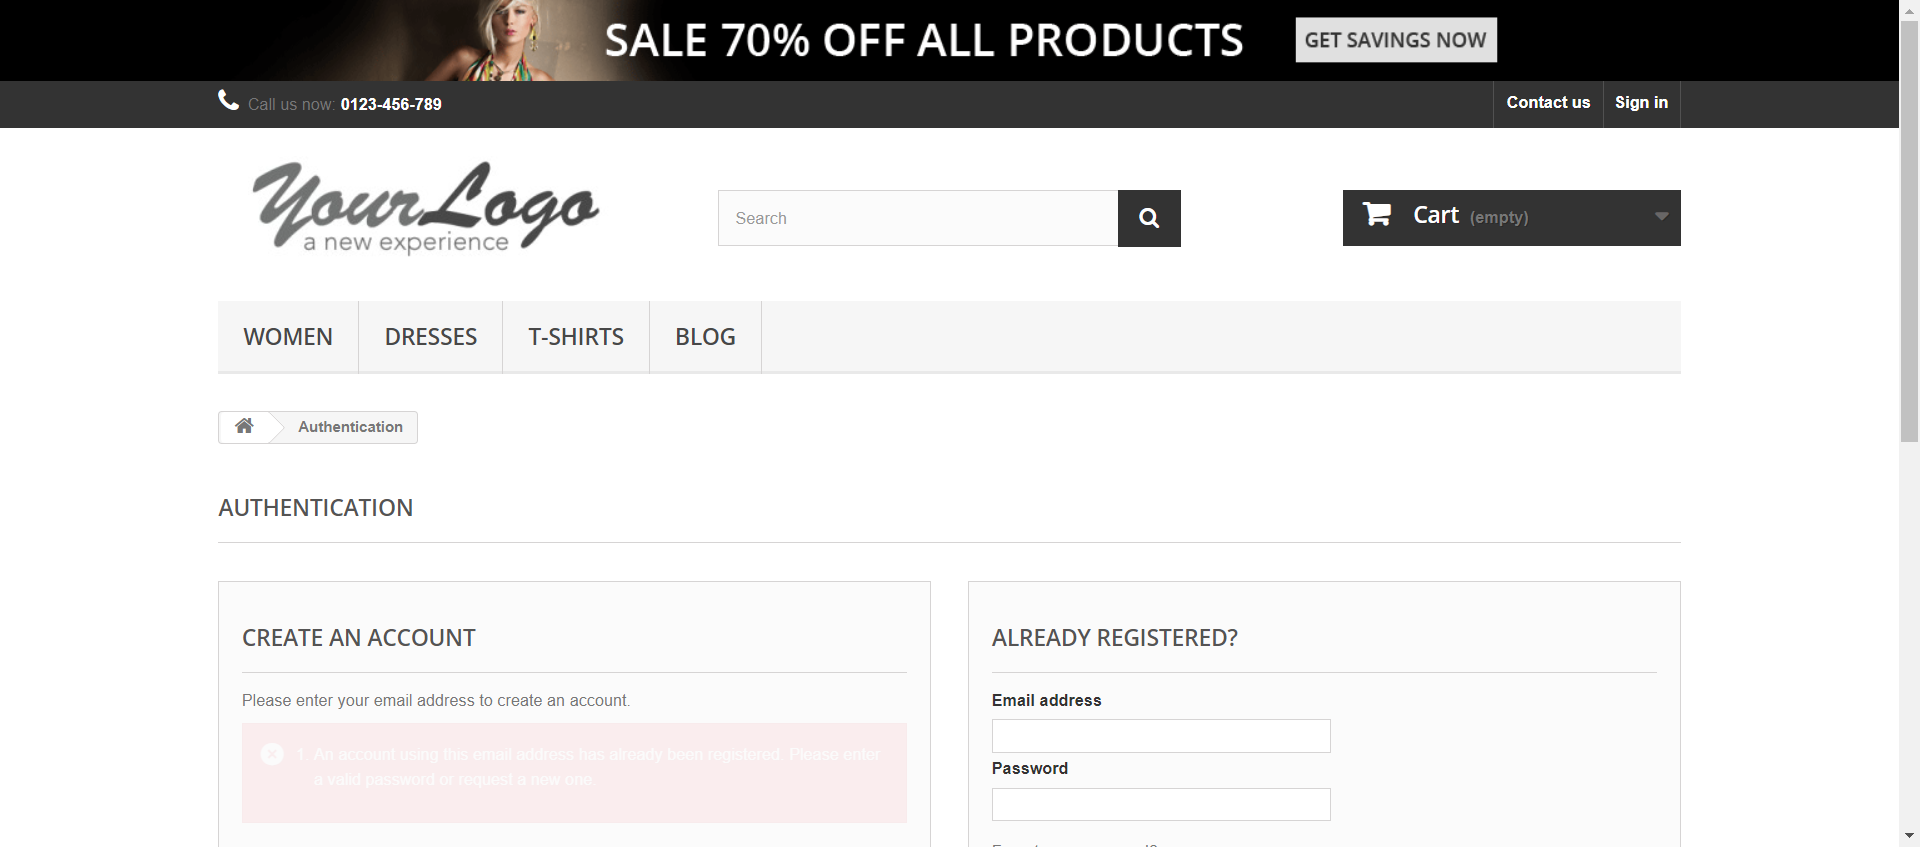 SALE 70% OFF ALL PRODUCTS
GET SAVINGS NOW
Call us now: 0123-456-789
Contact us
Sign in
Your Logo
a new experience
Search
Cart (empty)
WOMEN
DRESSES
T-SHIRTS
BLOG
Authentication
AUTHENTICATION
CREATE AN ACCOUNT
Please enter your email address to create an account.
1. An account using this email address has already been registered. Please enter
a valid password or request a new one.
ALREADY REGISTERED?
Email address
Password